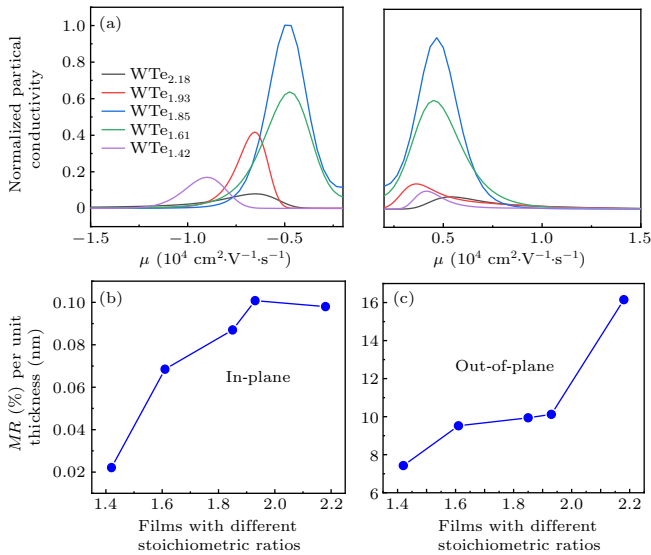 (a)
Normalized partical
conductivity
1.0
0.8
0.6
0.4
0.2
0
WTe2.18
WTe1.93
WTe1.85
WTe1.61
WTe1.42
−1.5 −1.0 −0.5
μ (10⁴ cm²·V⁻¹·s⁻¹)
0.5 1.0 1.5
μ (10⁴ cm²·V⁻¹·s⁻¹)
(b)
MR (%) per unit
thickness (nm)
0.10
0.08
0.06
0.04
0.02
In-plane
1.4 1.6 1.8 2.0 2.2
Films with different
stoichiometric ratios
(c)
16
14
12
10
8
6
Out-of-plane
1.4 1.6 1.8 2.0 2.2
Films with different
stoichiometric ratios